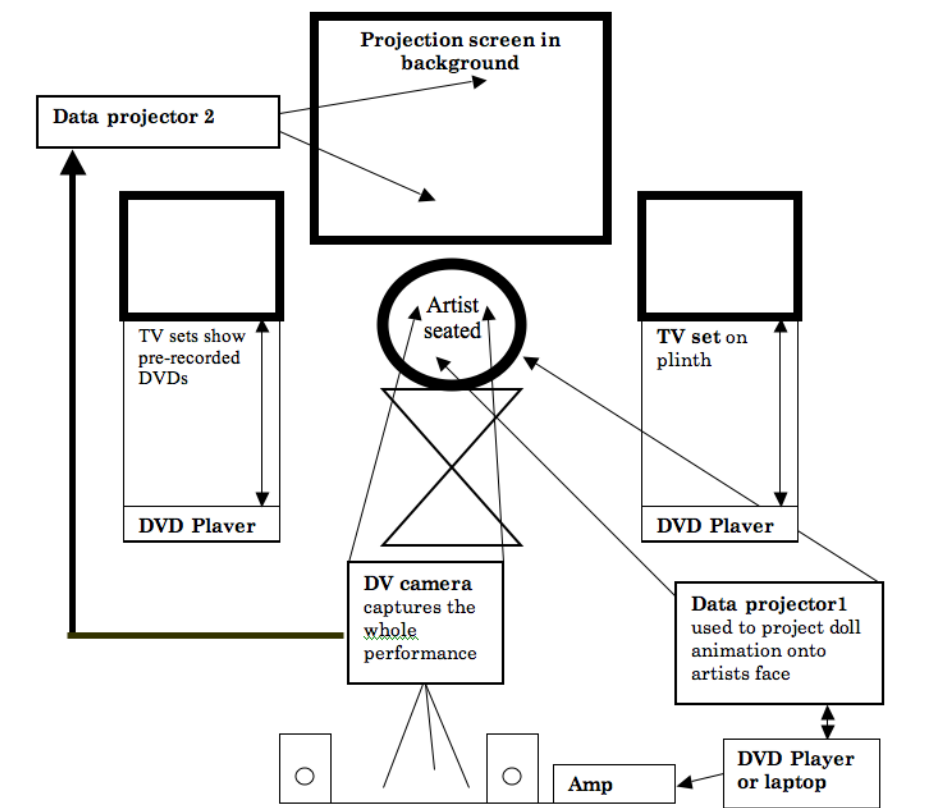 Projection screen in
background
Data projector 2
Artist
seated
TV sets show
pre-recorded
DVDs
TV set on
plinth
DVD Player
DVD Player
DV camera
captures the
whole
performance
Data projector1
used to project doll
animation onto
artists face
DVD Player
or laptop
Amp